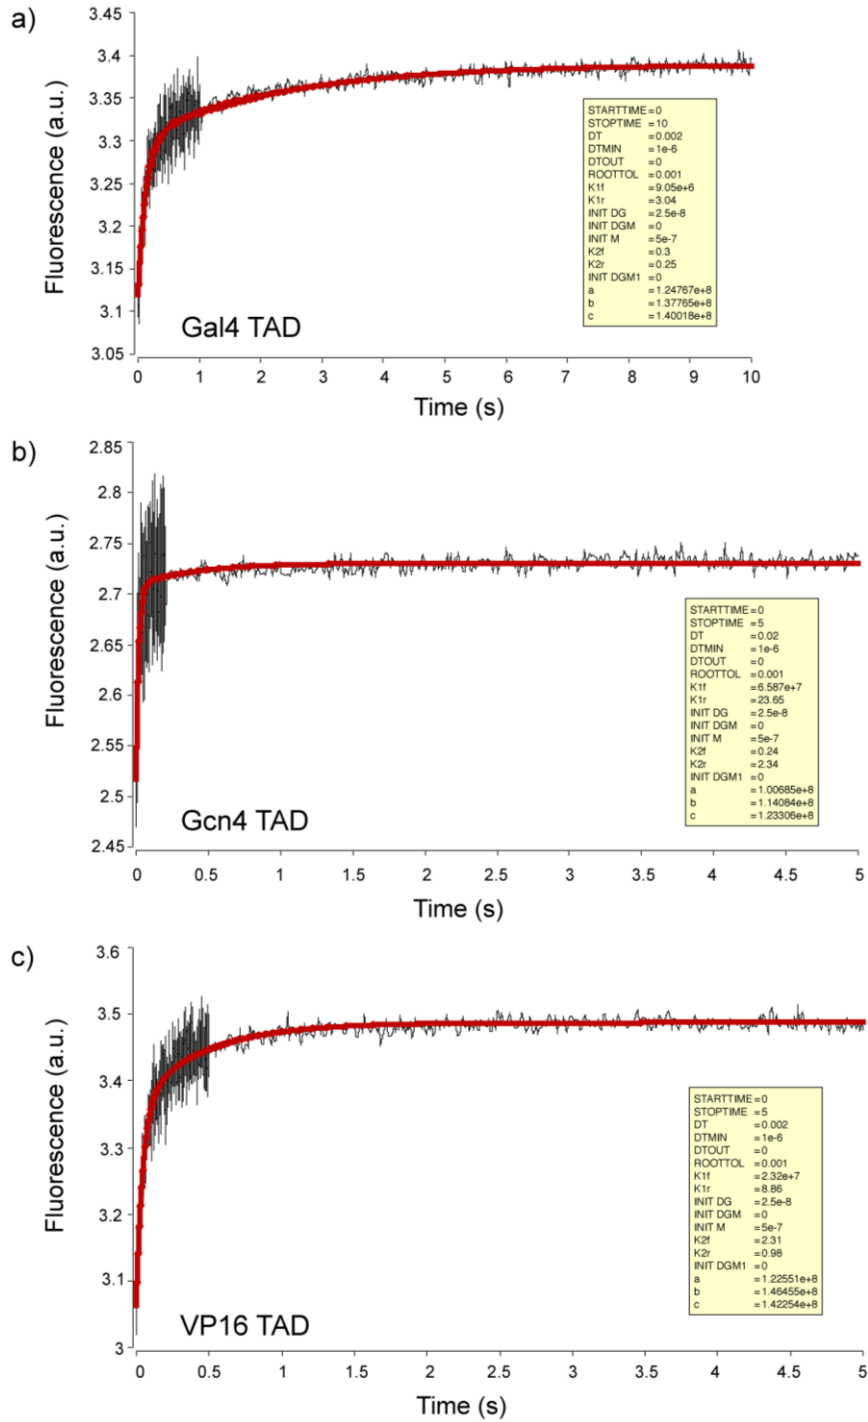 a)
3.45
3.4
3.35
3.3
3.25
3.2
3.15
3.1
3.05
Fluorescence (a.u.)
STARTTIME=0
STOPTIME =10
DT =0.002
DTMIN =1e-6
DTOUT =0
ROOTTOL =0.001
K1f =9.05e+6
K1r =3.04
INIT DG =2.5e-8
INIT DGM =0
INIT M =5e-7
K2f =0.3
K2r =0.25
INIT DGM1 =0
a =1.24767e+8
b =1.37765e+8
c =1.40018e+8
Gal4 TAD
0 1 2 3 4 5 6 7 8 9 10
Time (s)
b)
2.85
2.8
2.75
2.7
2.65
2.6
2.55
2.5
2.45
Fluorescence (a.u.)
STARTTIME=0
STOPTIME =5
DT =0.02
DTMIN =1e-6
DTOUT =0
ROOTTOL =0.001
K1f =6.587e+7
K1r =23.65
INIT DG =2.5e-8
INIT DGM =0
INIT M =5e-7
K2f =0.24
K2r =2.34
INIT DGM1 =0
a =1.00685e+8
b =1.14084e+8
c =1.23306e+8
Gcn4 TAD
0 0.5 1 1.5 2 2.5 3 3.5 4 4.5 5
Time (s)
c)
3.6
3.5
3.4
3.3
3.2
3.1
3
Fluorescence (a.u.)
STARTTIME=0
STOPTIME =5
DT =0.002
DTMIN =1e-6
DTOUT =0
ROOTTOL =0.001
K1f =2.32e+7
K1r =8.86
INIT DG =2.5e-8
INIT DGM =0
INIT M =5e-7
K2f =2.31
K2r =0.98
INIT DGM1 =0
a =1.22551e+8
b =1.46455e+8
c =1.42254e+8
VP16 TAD
0 0.5 1 1.5 2 2.5 3 3.5 4 4.5 5
Time (s)